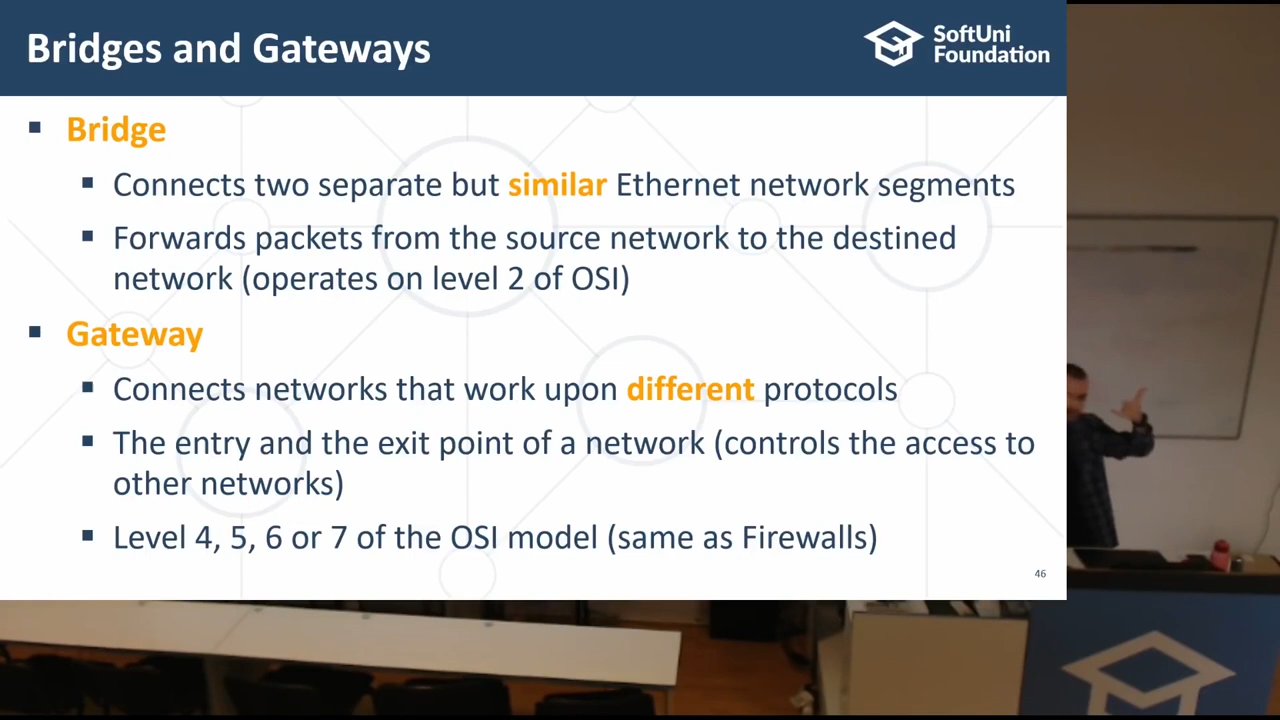 Bridges and Gateways
SoftUni
Foundation
Bridge
Connects two separate but similar Ethernet network segments
Forwards packets from the source network to the destined
network (operates on level 2 of OSI)
Gateway
Connects networks that work upon different protocols
The entry and the exit point of a network (controls the access to
other networks)
Level 4, 5, 6 or 7 of the OSI model (same as Firewalls)
46